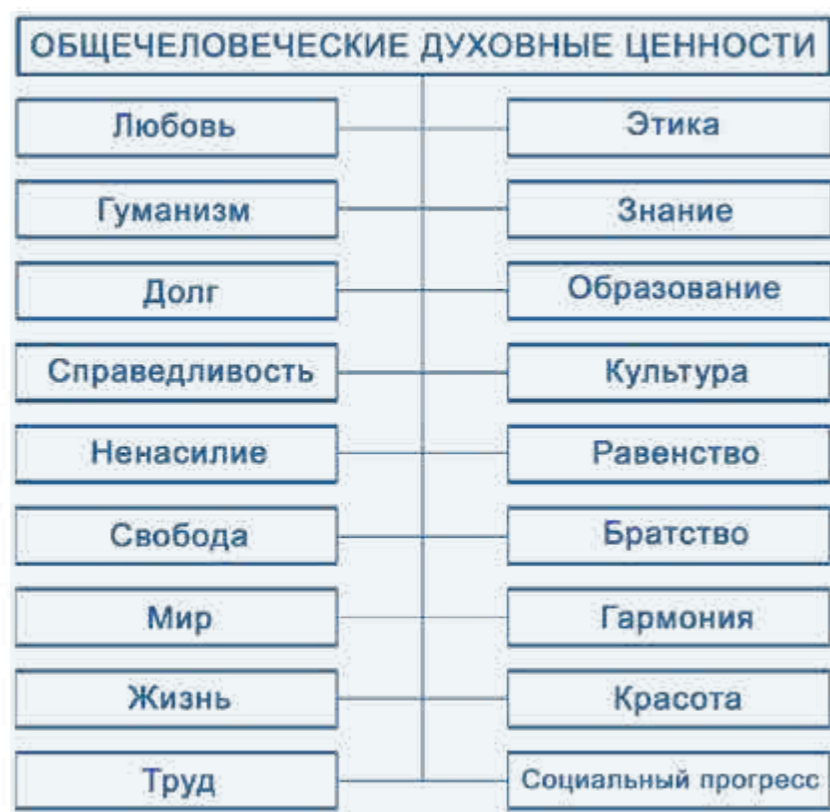 ОБЩЕЧЕЛОВЕЧЕСКИЕ ДУХОВНЫЕ ЦЕННОСТИ
Любовь
Этика
Гуманизм
Знание
Долг
Образование
Справедливость
Культура
Ненасилие
Равенство
Свобода
Братство
Мир
Гармония
Жизнь
Красота
Труд
Социальный прогресс